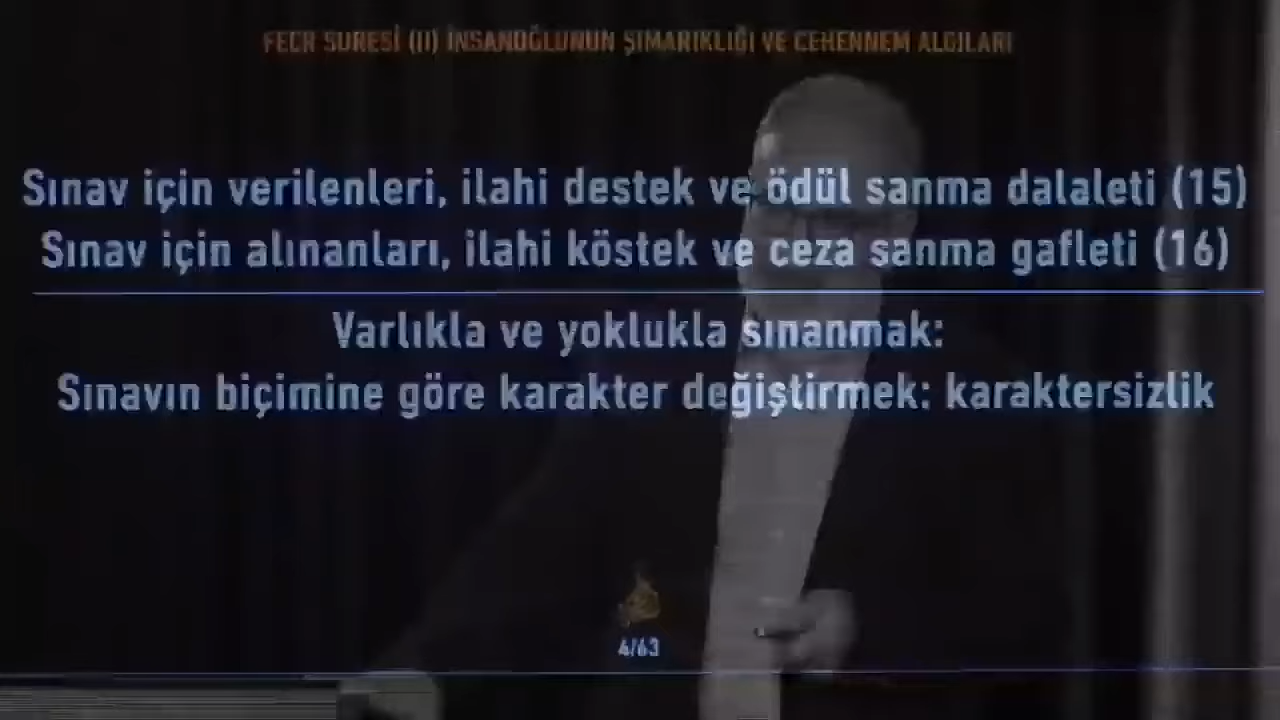 FECR SURESİ (II) İNSANOĞLUNUN ŞIMARIKLIĞI VE CEHENNEM ALGILARI
Sınav için verilenleri, ilahi destek ve ödül sanma dalaleti (15)
Sınav için alınanları, ilahi köstek ve ceza sanma gafleti (16)
Varlıkla ve yoklukla sınanmak:
Sınavın biçimine göre karakter değiştirmek: karaktersizlik
4/63